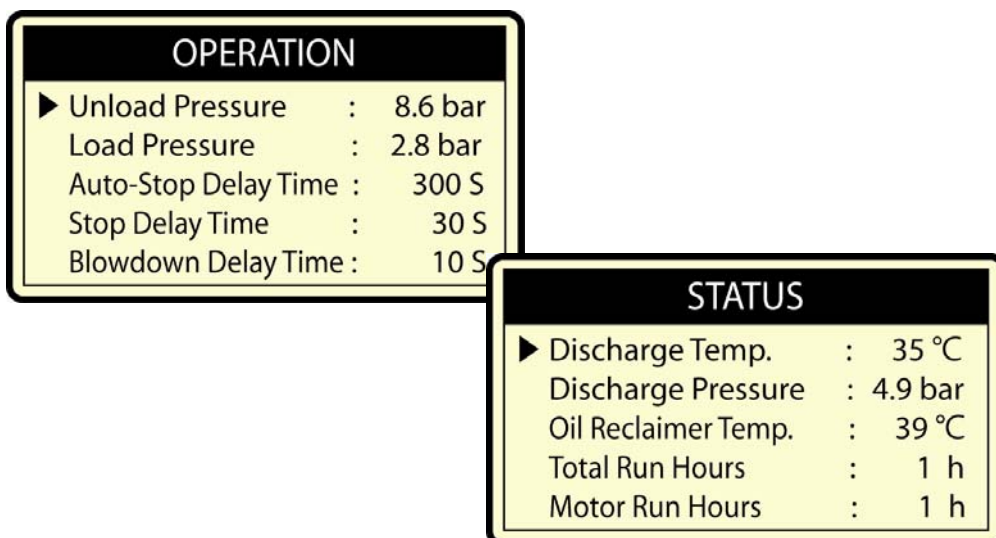 OPERATION
▶ Unload Pressure : 8.6 bar
Load Pressure : 2.8 bar
Auto-Stop Delay Time : 300 S
Stop Delay Time : 30 S
Blowdown Delay Time : 10 S
STATUS
▶ Discharge Temp. : 35 °C
Discharge Pressure : 4.9 bar
Oil Reclaimer Temp. : 39 °C
Total Run Hours : 1 h
Motor Run Hours : 1 h